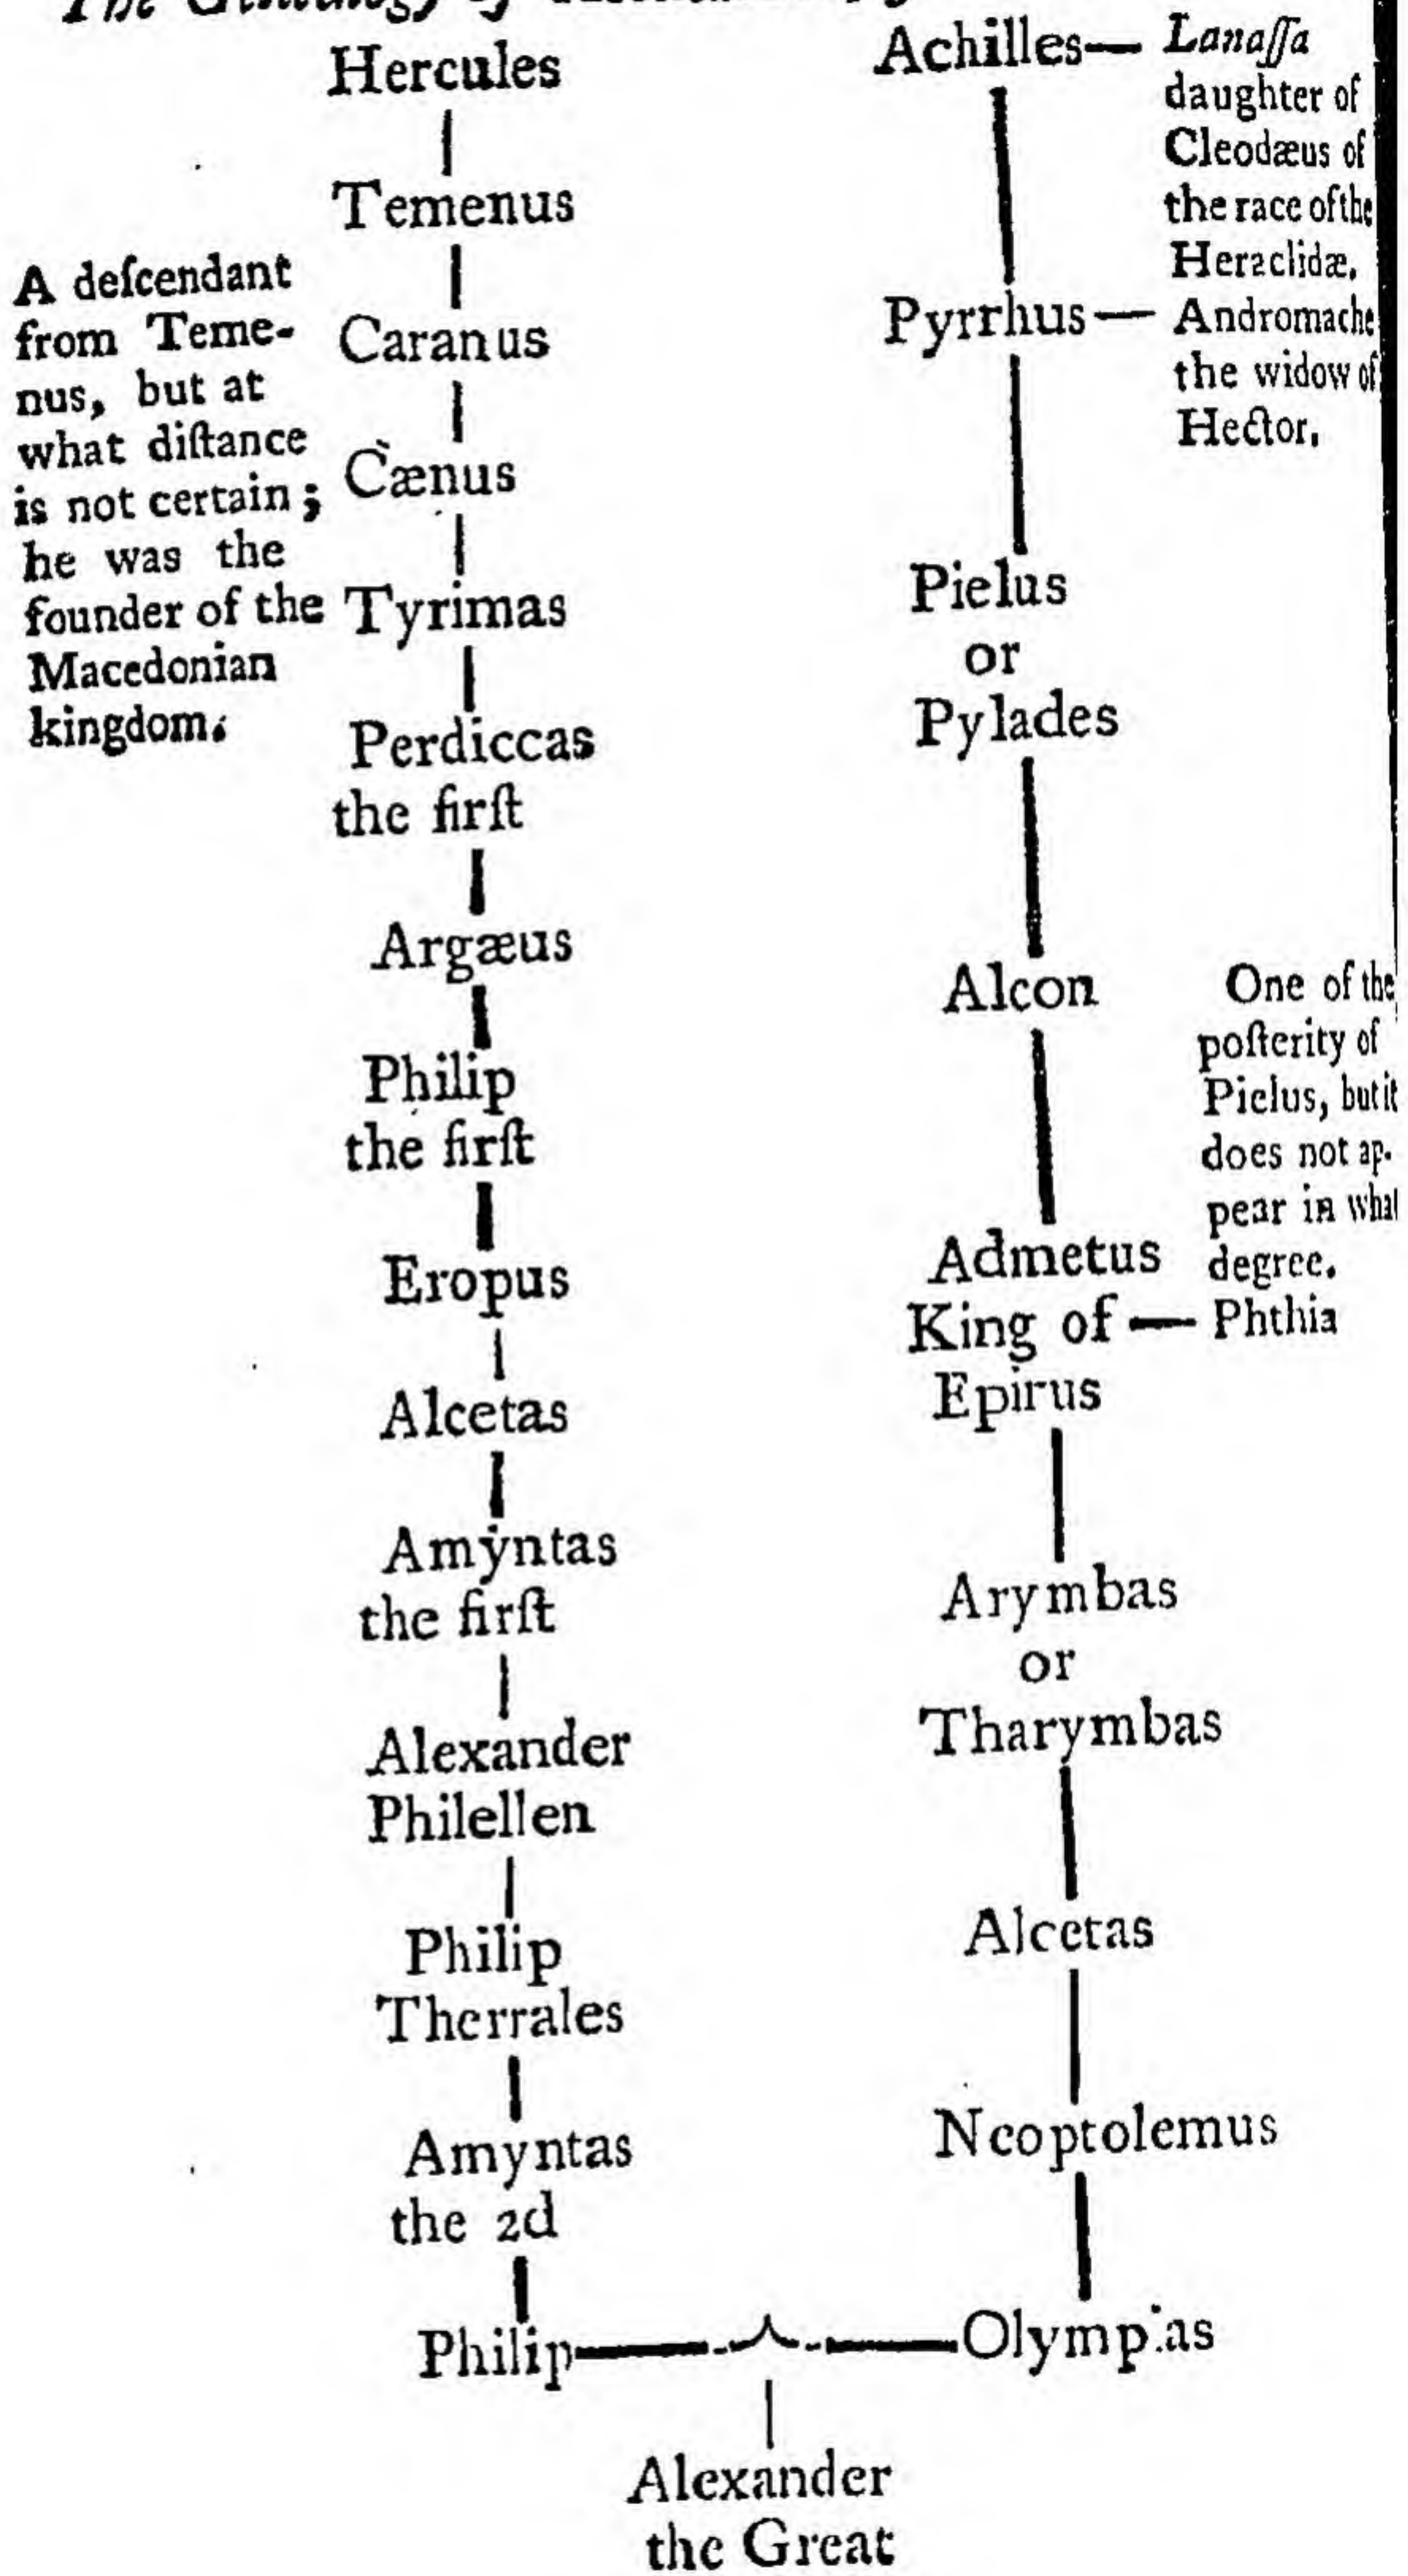 The Genealogy of
Hercules
Temenus
A deſcendant
from Teme-
nus, but at
what diſtance
is not certain;
he was the
founder of the
Macedonian
kingdom.
Caranus
Cænus
Tyrimas
Perdiccas
the firſt
Argæus
Philip
the firſt
Eropus
Alcetas
Amyntas
the firſt
Alexander
Philellen
Philip
Therrales
Amyntas
the 2d
Philip
Achilles— Lanaſſa
daughter of
Cleodæus of
the race of the
Heraclidæ.
Pyrrhus— Andromache
the widow of
Hector.
Pielus
or
Pylades
Alcon
One of the
poſterity of
Pielus, but it
does not ap-
pear in what
degree.
Admetus
King of — Phthia
Epirus
Arymbas
or
Tharymbas
Alcetas
Neoptolemus
Olympias
Alexander
the Great